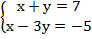 x + y = 7
x − 3y = −5